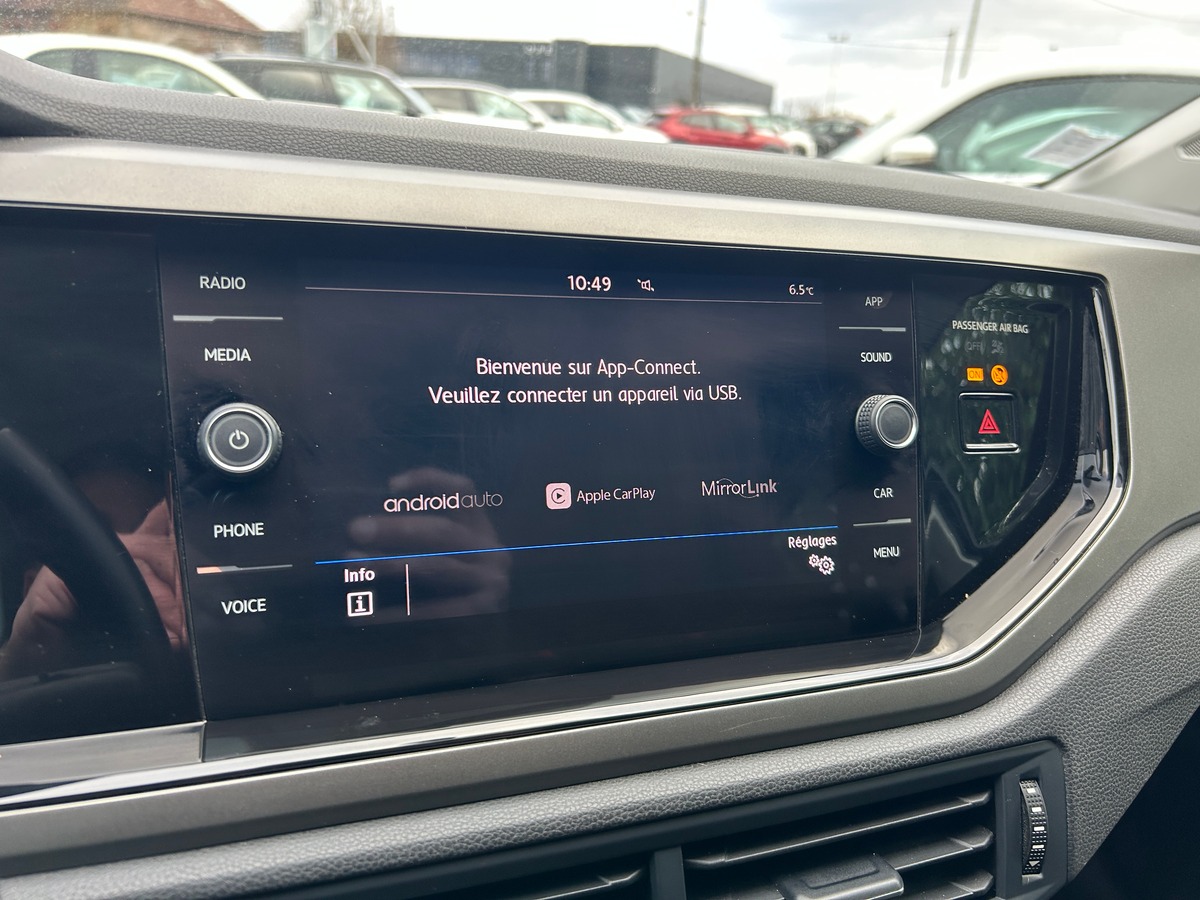 RADIO
MEDIA
PHONE
VOICE
10:49
6.5°C
Bienvenue sur App-Connect.
Veuillez connecter un appareil via USB.
androidauto
Apple CarPlay
MirrorLink
Réglages
Info
i
APP
SOUND
CAR
MENU
PASSENGER AIR BAG
OFF
ON